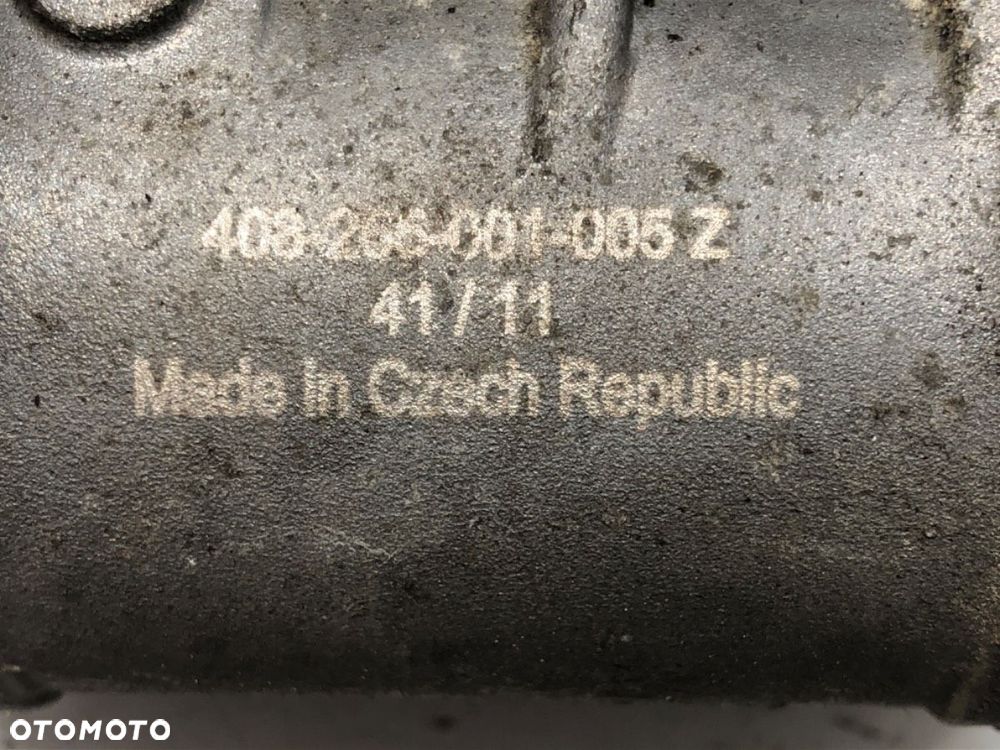 408-266-001-005 Z
41 / 11
Made In Czech Republic
OTOMOTO